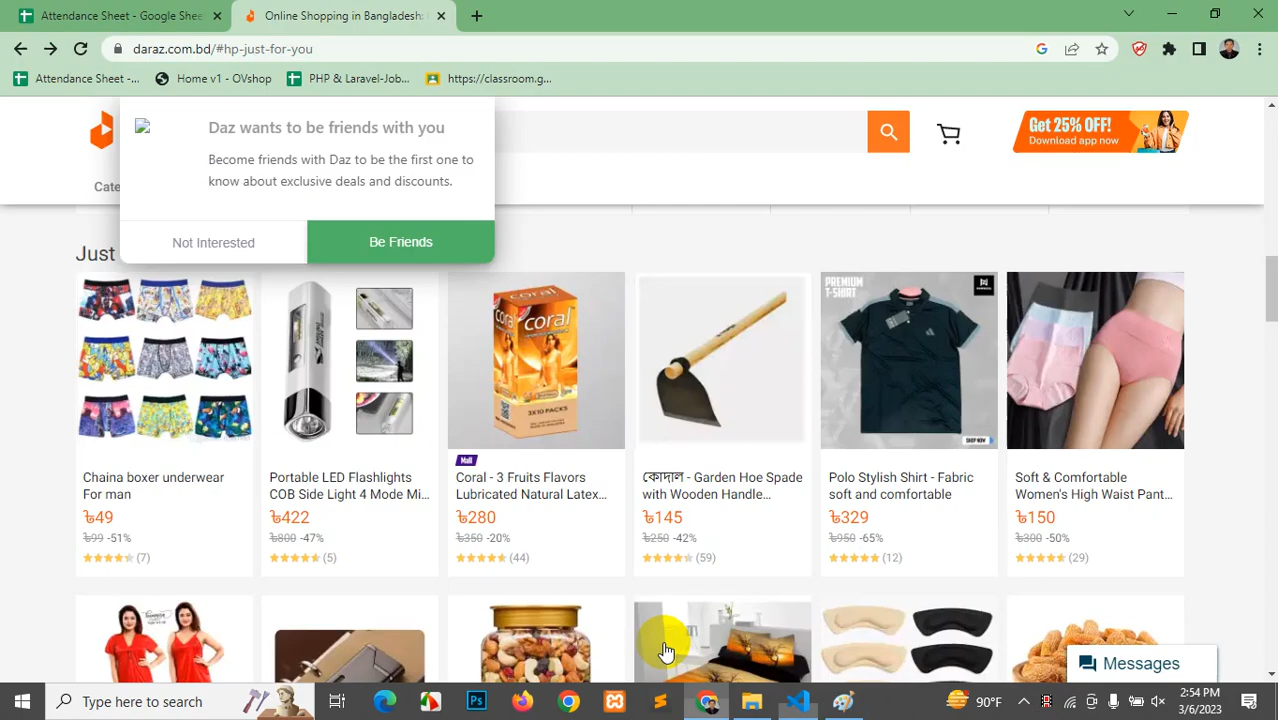 Attendance Sheet - Google Shee
Online Shopping in Bangladesh:
daraz.com.bd/#hp-just-for-you
Attendance Sheet -...
Home v1 - OVshop
PHP & Laravel-Job...
https://classroom.g...
Daz wants to be friends with you
Become friends with Daz to be the first one to
know about exclusive deals and discounts.
Not Interested
Be Friends
Get 25% OFF!
Download app now
Cate
Just
coral
coral
3X10 PACKS
PREMIUM
T-SHIRT
SHOP NOW
Mall
Chaina boxer underwear
For man
৳49
৳99 -51%
(7)
Portable LED Flashlights
COB Side Light 4 Mode Mi...
৳422
৳800 -47%
(5)
Coral - 3 Fruits Flavors
Lubricated Natural Latex...
৳280
৳350 -20%
(44)
কোদাল - Garden Hoe Spade
with Wooden Handle...
৳145
৳250 -42%
(59)
Polo Stylish Shirt - Fabric
soft and comfortable
৳329
৳950 -65%
(12)
Soft & Comfortable
Women's High Waist Pant...
৳150
৳300 -50%
(29)
Messages
Type here to search
Ps
90°F
2:54 PM
3/6/2023